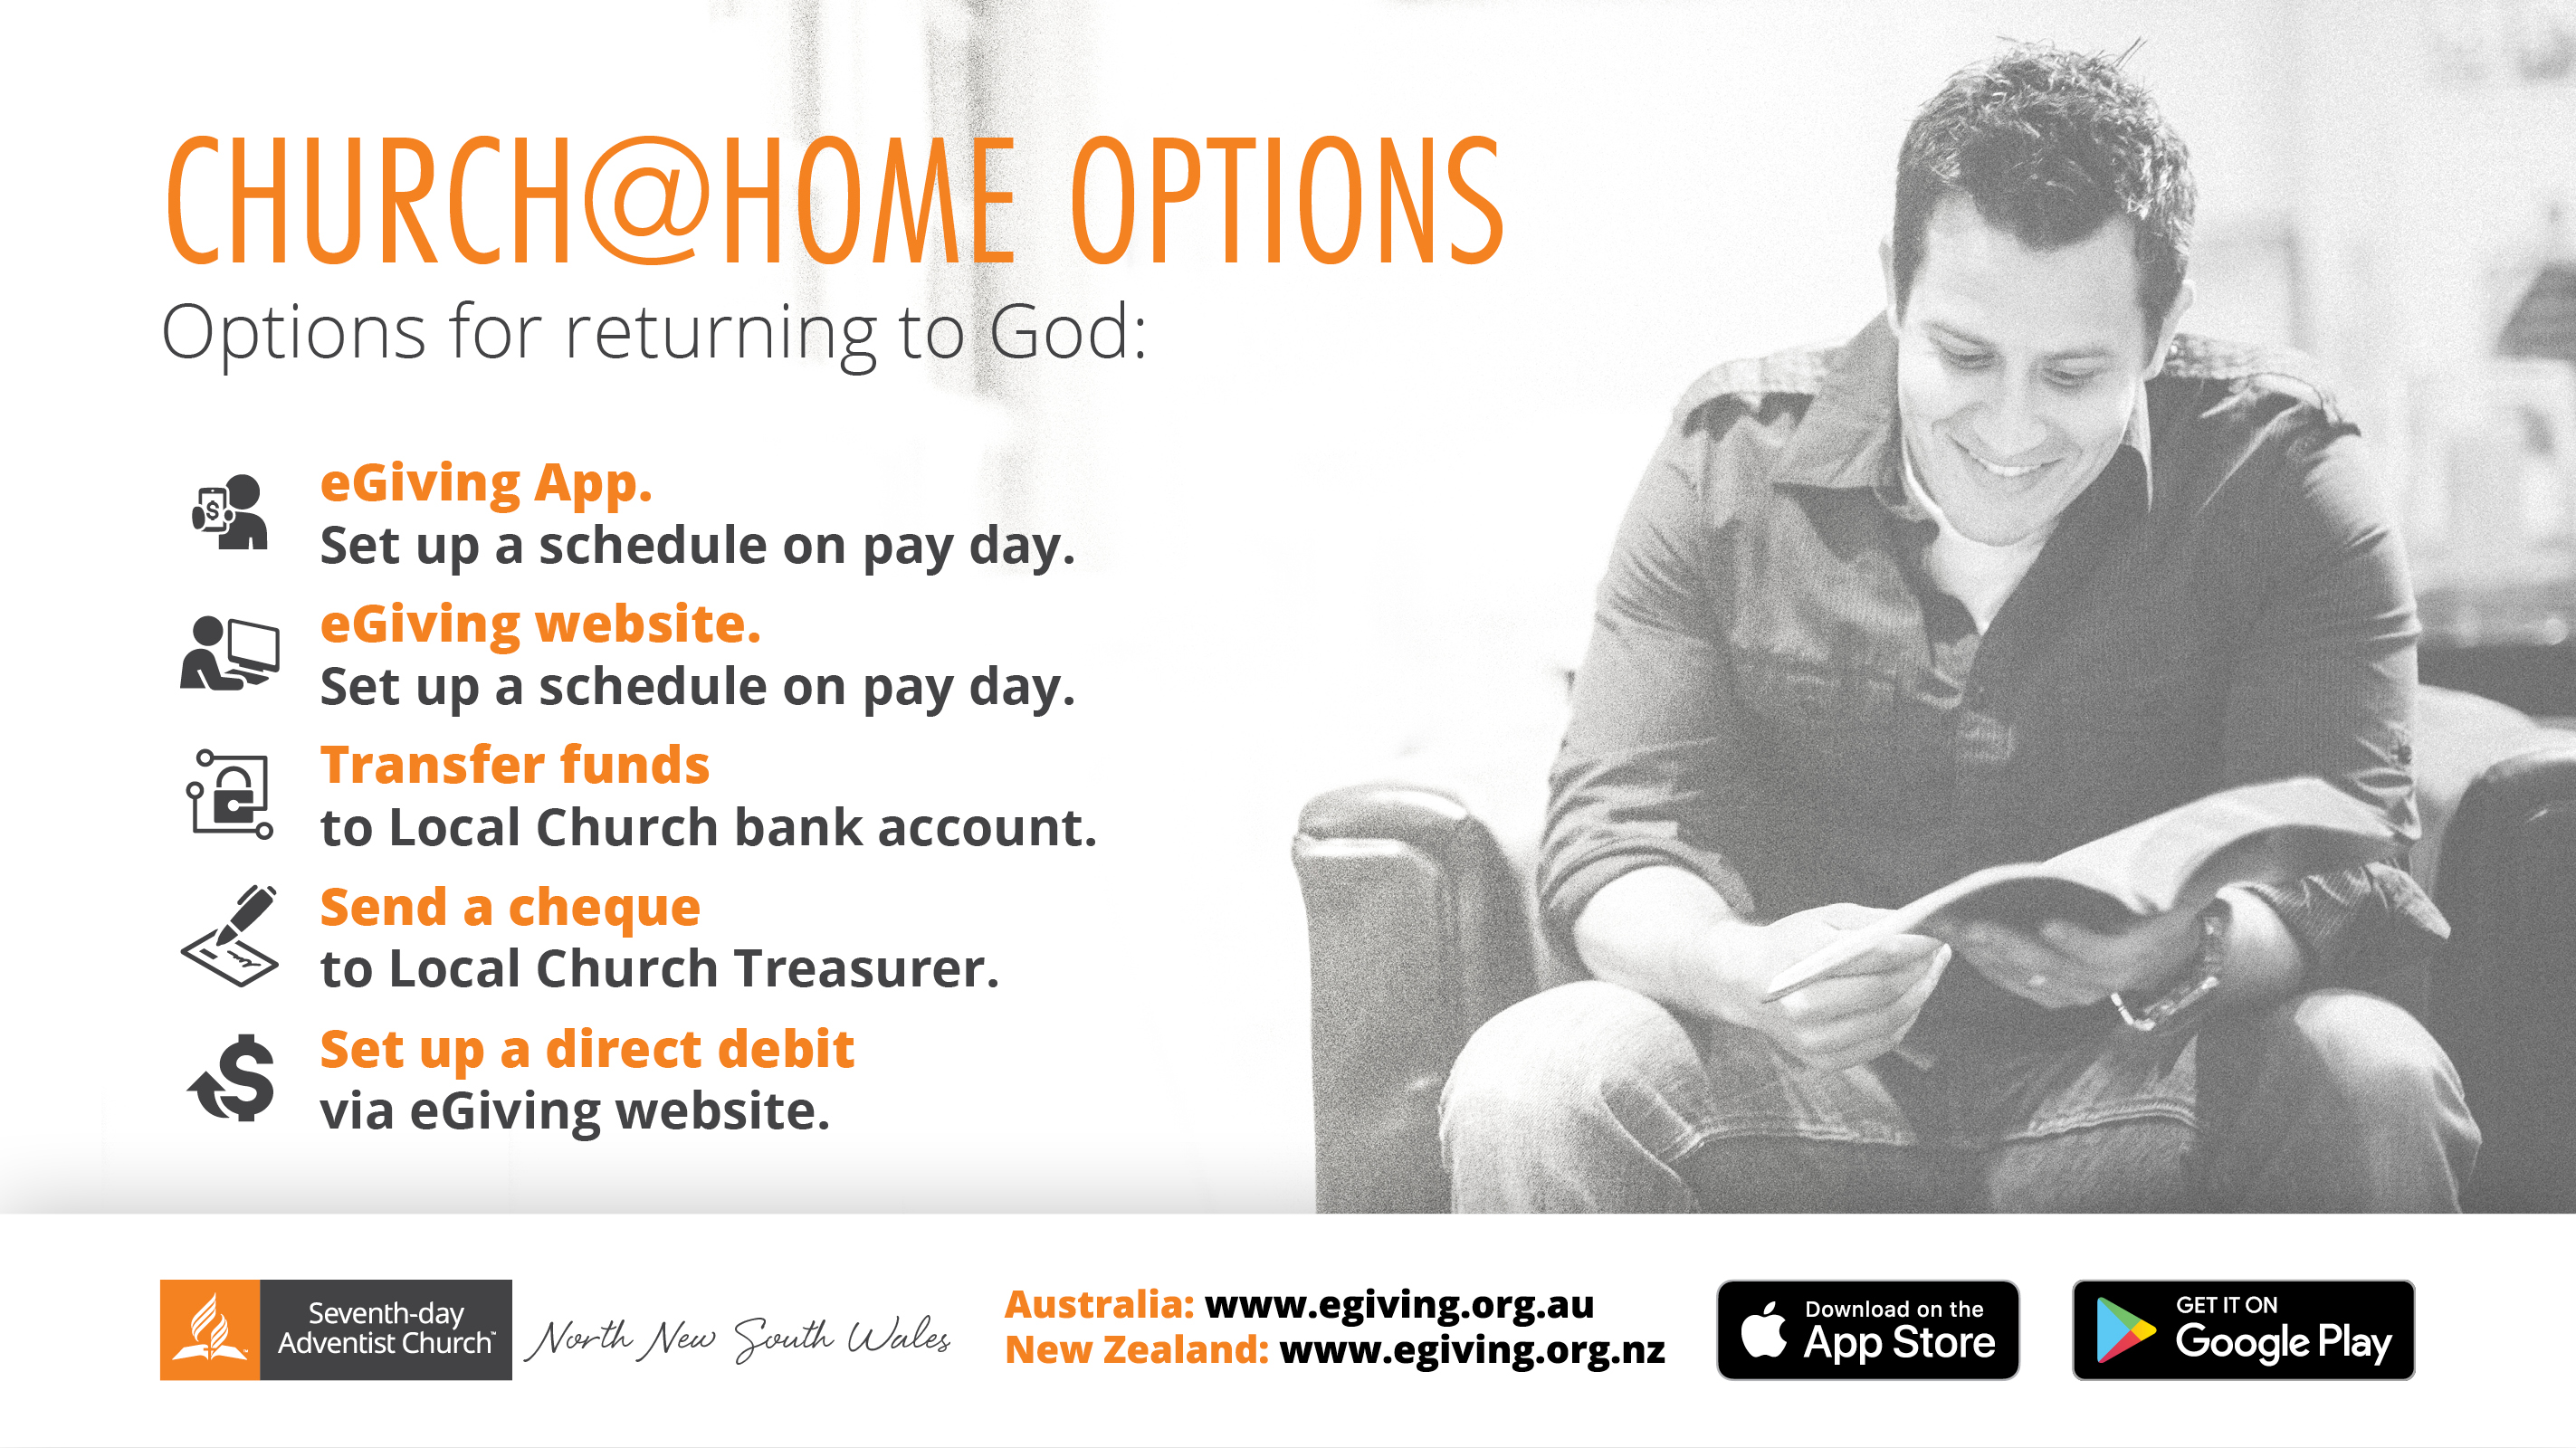 CHURCH@HOME OPTIONS
Options for returning to God:
eGiving App.
Set up a schedule on pay day.
eGiving website.
Set up a schedule on pay day.
Transfer funds
to Local Church bank account.
Send a cheque
to Local Church Treasurer.
Set up a direct debit
via eGiving website.
Seventh-day
Adventist Church™
North New South Wales
Australia: www.egiving.org.au
New Zealand: www.egiving.org.nz
Download on the
App Store
GET IT ON
Google Play